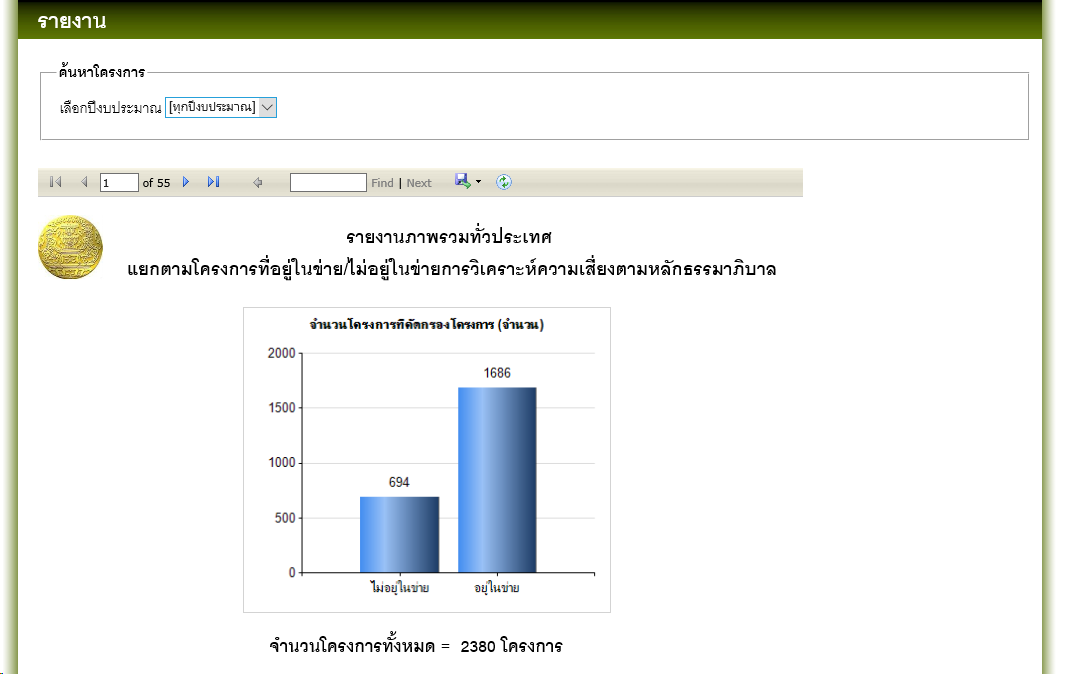 รายงาน
ค้นหาโครงการ
เลือกปีงบประมาณ [ทุกปีงบประมาณ]
1 of 55 Find | Next
รายงานภาพรวมทั่วประเทศ
แยกตามโครงการที่อยู่ในข่าย/ไม่อยู่ในข่ายการวิเคราะห์ความเสี่ยงตามหลักธรรมาภิบาล
จำนวนโครงการที่คัดกรองโครงการ (จำนวน)
2000
1686
1500
1000
694
500
0
ไม่อยู่ในข่าย อยู่ในข่าย
จำนวนโครงการทั้งหมด = 2380 โครงการ